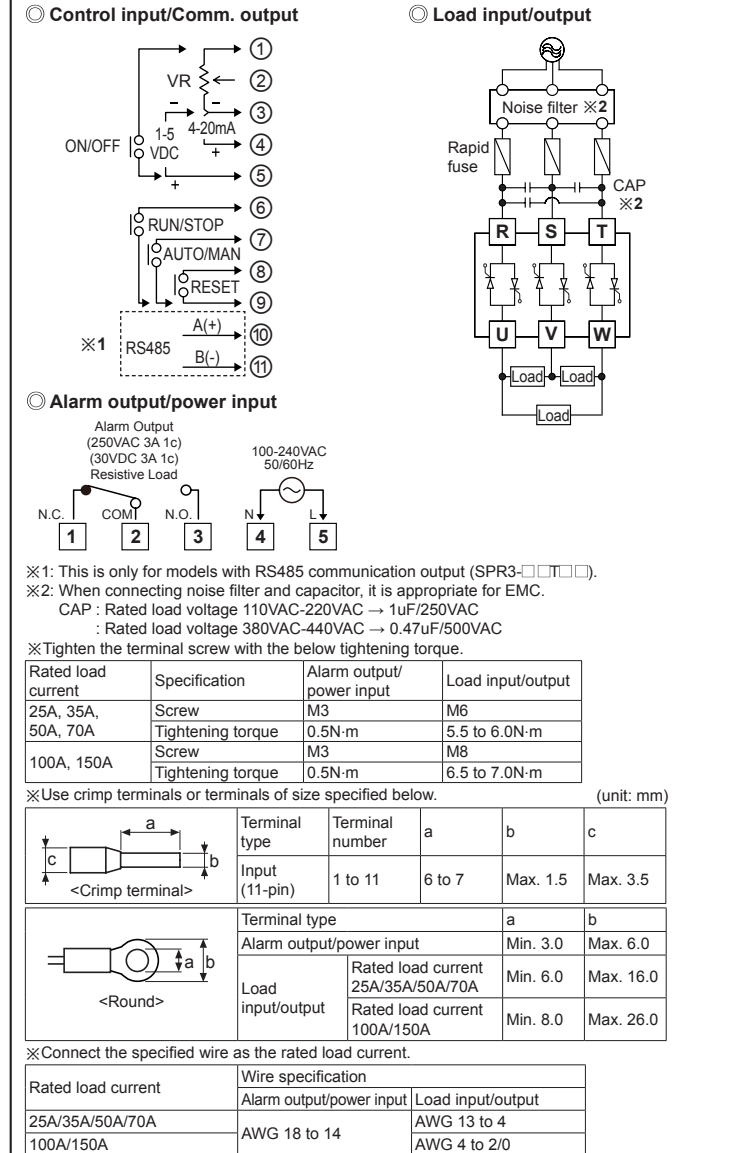 ◎ Control input/Comm. output
①
VR
②
③
4-20mA
④
ON/OFF
1-5
VDC
⑤
⑥
RUN/STOP
⑦
AUTO/MAN
⑧
RESET
⑨
※1
RS485
A(+)
⑩
B(-)
⑪
◎ Load input/output
Noise filter ※2
Rapid
fuse
CAP
※2
R S T
U V W
Load Load
Load
◎ Alarm output/power input
Alarm Output
(250VAC 3A 1c)
(30VDC 3A 1c)
Resistive Load
100-240VAC
50/60Hz
N.C. COM N.O. N L
1 2 3 4 5
※1: This is only for models with RS485 communication output (SPR3-□□T□□).
※2: When connecting noise filter and capacitor, it is appropriate for EMC.
CAP : Rated load voltage 110VAC-220VAC → 1uF/250VAC
: Rated load voltage 380VAC-440VAC → 0.47uF/500VAC
※Tighten the terminal screw with the below tightening torque.
Rated load current | Specification | Alarm output/ power input | Load input/output
25A, 35A, 50A, 70A | Screw | M3 | M6
Tightening torque | 0.5N·m | 5.5 to 6.0N·m
100A, 150A | Screw | M3 | M8
Tightening torque | 0.5N·m | 6.5 to 7.0N·m
※Use crimp terminals or terminals of size specified below. (unit: mm)
a
c
b
<Crimp terminal>
Terminal type | Terminal number | a | b | c
Input (11-pin) | 1 to 11 | 6 to 7 | Max. 1.5 | Max. 3.5
a b
<Round>
Terminal type | a | b
Alarm output/power input | Min. 3.0 | Max. 6.0
Load input/output | Rated load current 25A/35A/50A/70A | Min. 6.0 | Max. 16.0
Rated load current 100A/150A | Min. 8.0 | Max. 26.0
※Connect the specified wire as the rated load current.
Rated load current | Wire specification
Alarm output/power input | Load input/output
25A/35A/50A/70A | AWG 18 to 14 | AWG 13 to 4
100A/150A | AWG 4 to 2/0